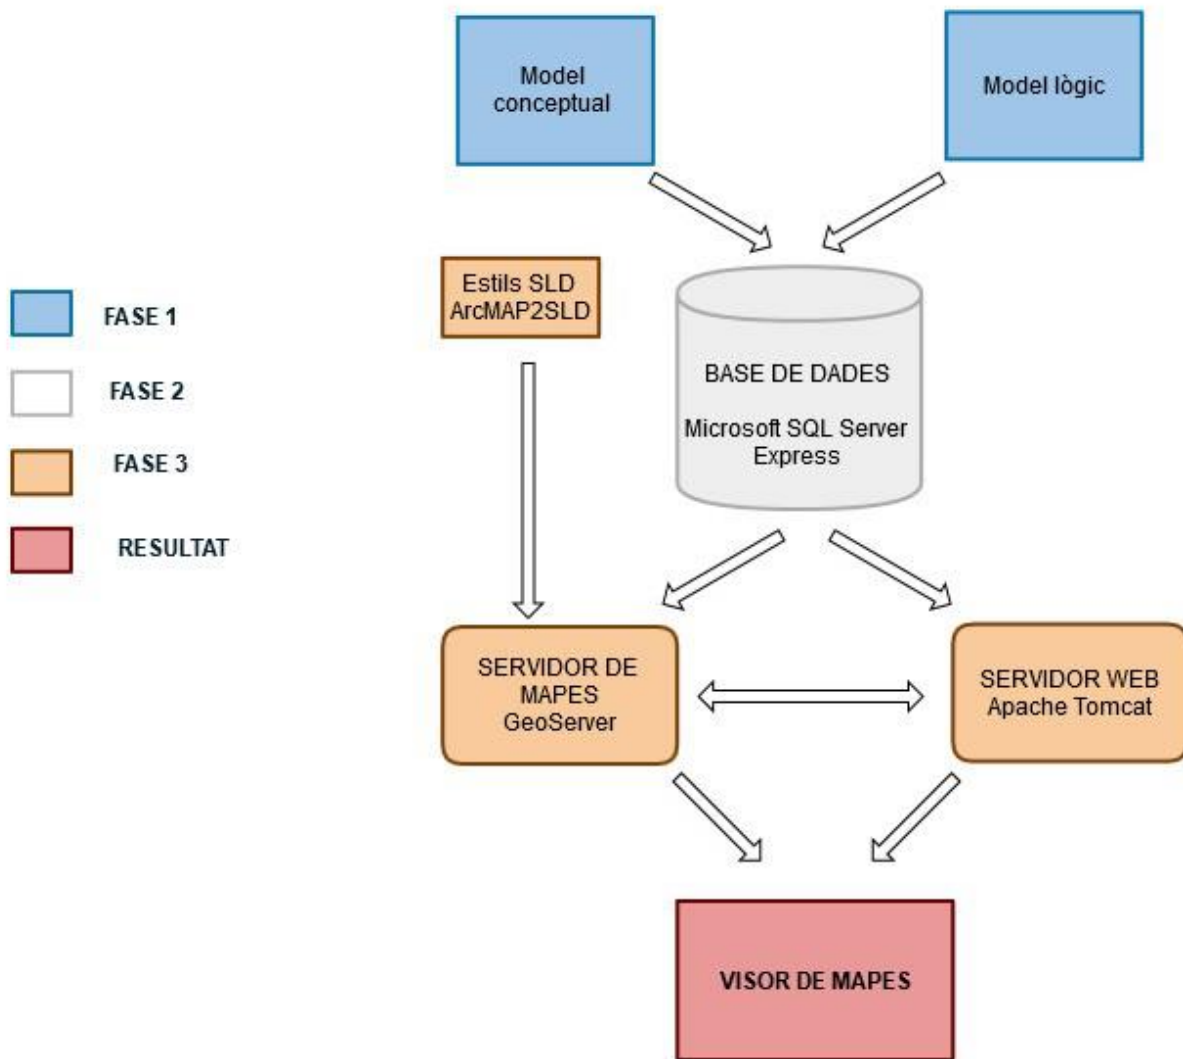 Model
conceptual
Model lògic
Estils SLD
ArcMAP2SLD
FASE 1
FASE 2
FASE 3
RESULTAT
BASE DE DADES
Microsoft SQL Server
Express
SERVIDOR DE
MAPES
GeoServer
SERVIDOR WEB
Apache Tomcat
VISOR DE MAPES